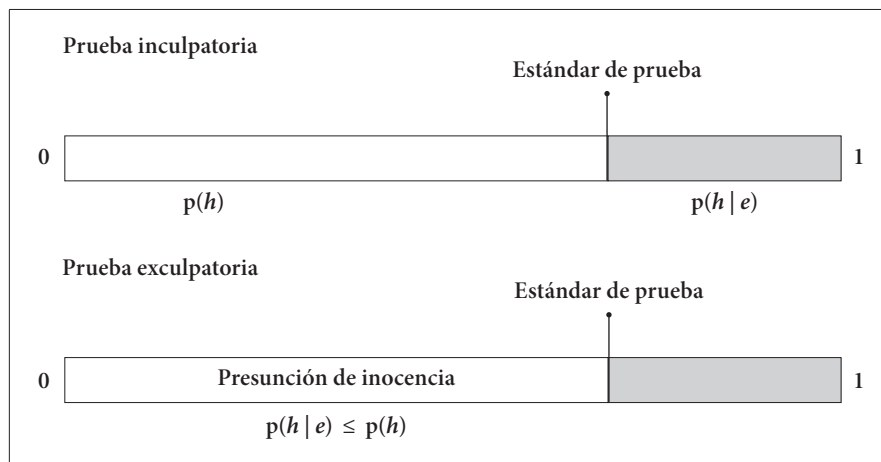 Prueba inculpatoria
Estándar de prueba
0 1
p(h) p(h | e)
Prueba exculpatoria
Estándar de prueba
0 Presunción de inocencia 1
p(h | e) ≤ p(h)